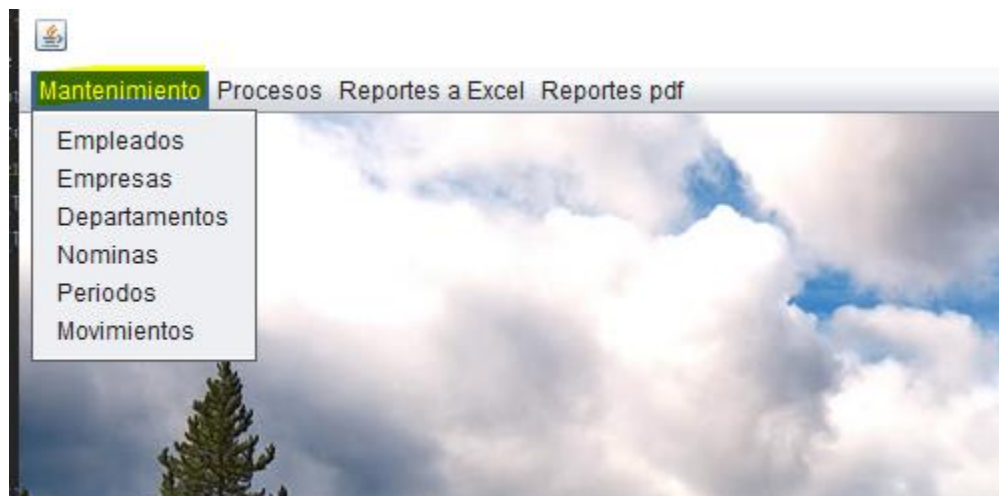 Mantenimiento Procesos Reportes a Excel Reportes pdf
Empleados
Empresas
Departamentos
Nominas
Periodos
Movimientos